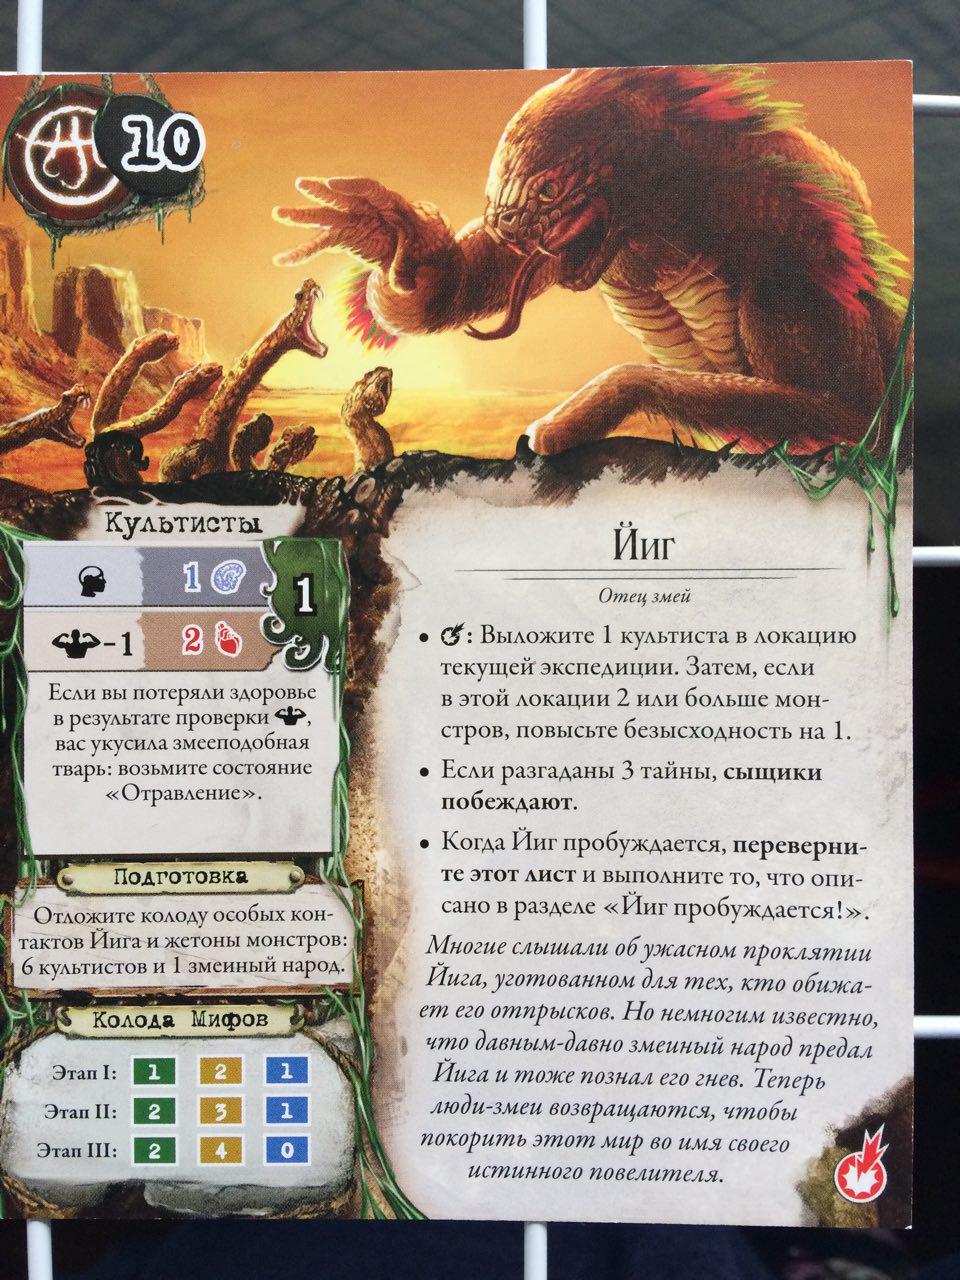 10
Культисты
1
1
-1
2
Если вы потеряли здоровье
в результате проверки ,
вас укусила змееподобная
тварь: возьмите состояние
«Отравление».
Подготовка
Отложите колоду особых кон-
тактов Йига и жетоны монстров:
6 культистов и 1 змеиный народ.
Колода Мифов
Этап I: 1 2 1
Этап II: 2 3 1
Этап III: 2 4 0
Йиг
Отец змей
• : Выложите 1 культиста в локацию
текущей экспедиции. Затем, если
в этой локации 2 или больше мон-
стров, повысьте безысходность на 1.
• Если разгаданы 3 тайны, сыщики
побеждают.
• Когда Йиг пробуждается, переверни-
те этот лист и выполните то, что опи-
сано в разделе «Йиг пробуждается!».
Многие слышали об ужасном проклятии
Йига, уготованном для тех, кто обижа-
ет его отпрысков. Но немногим известно,
что давным-давно змеиный народ предал
Йига и тоже познал его гнев. Теперь
люди-змеи возвращаются, чтобы
покорить этот мир во имя своего
истинного повелителя.